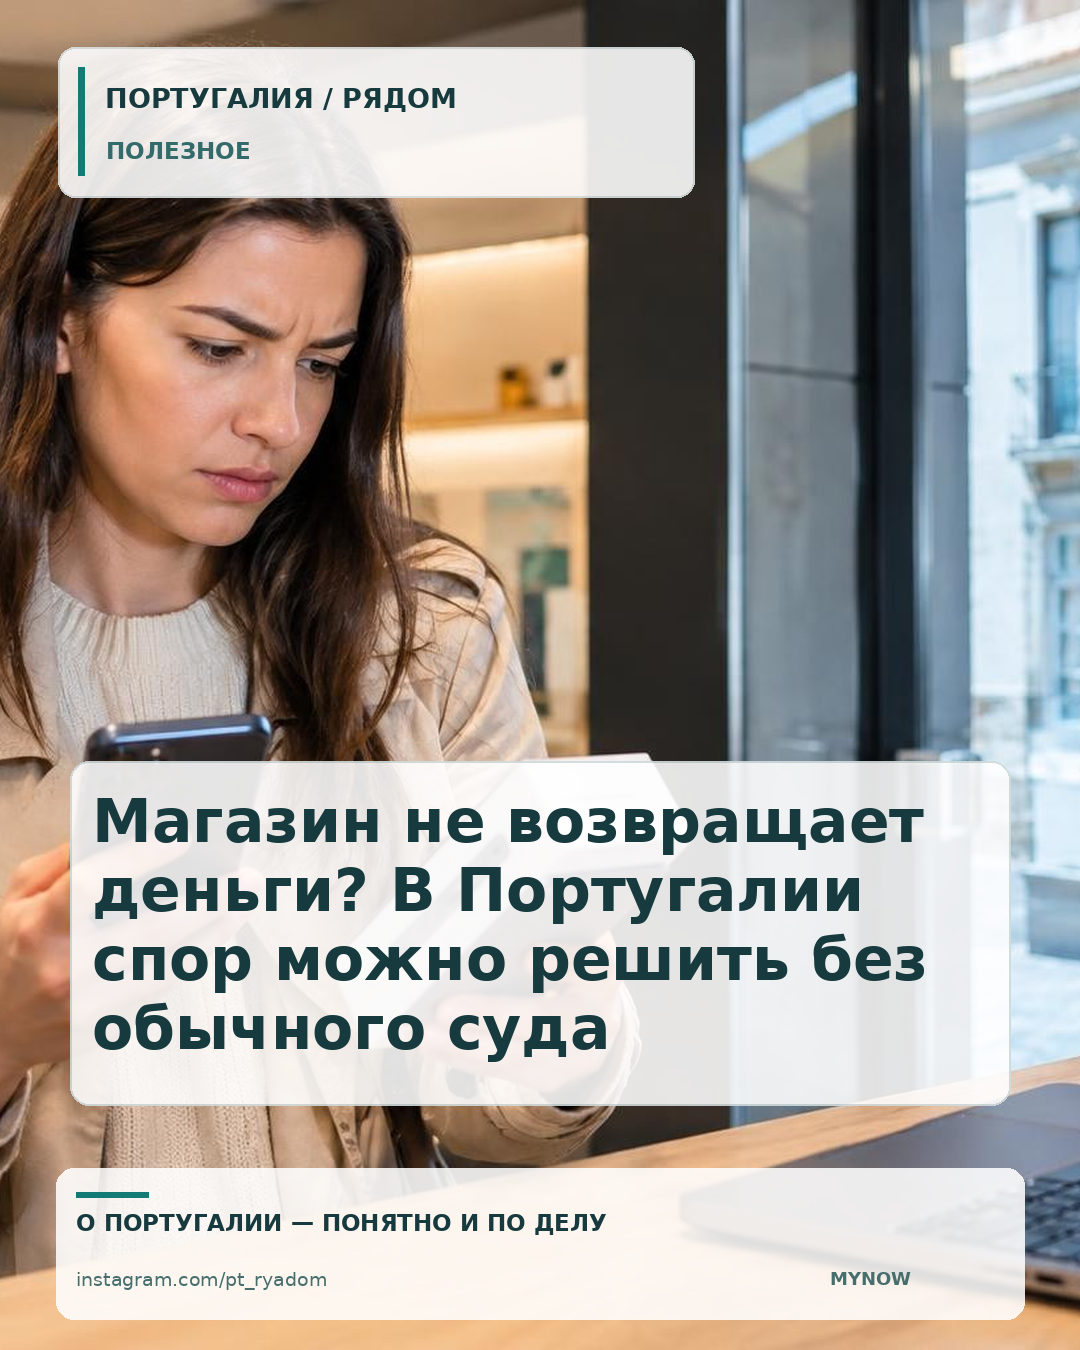 ПОРТУГАЛИЯ / РЯДОМ
ПОЛЕЗНОЕ
Магазин не возвращает
деньги? В Португалии
спор можно решить без
обычного суда
О ПОРТУГАЛИИ — ПОНЯТНО И ПО ДЕЛУ
instagram.com/pt_ryadom
MYNOW